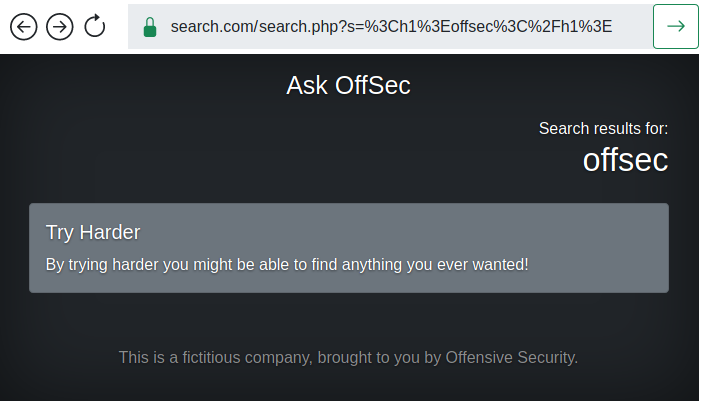 search.com/search.php?s=%3Ch1%3Eoffsec%3C%2Fh1%3E
Ask OffSec
Search results for:
offsec
Try Harder
By trying harder you might be able to find anything you ever wanted!
This is a fictitious company, brought to you by Offensive Security.